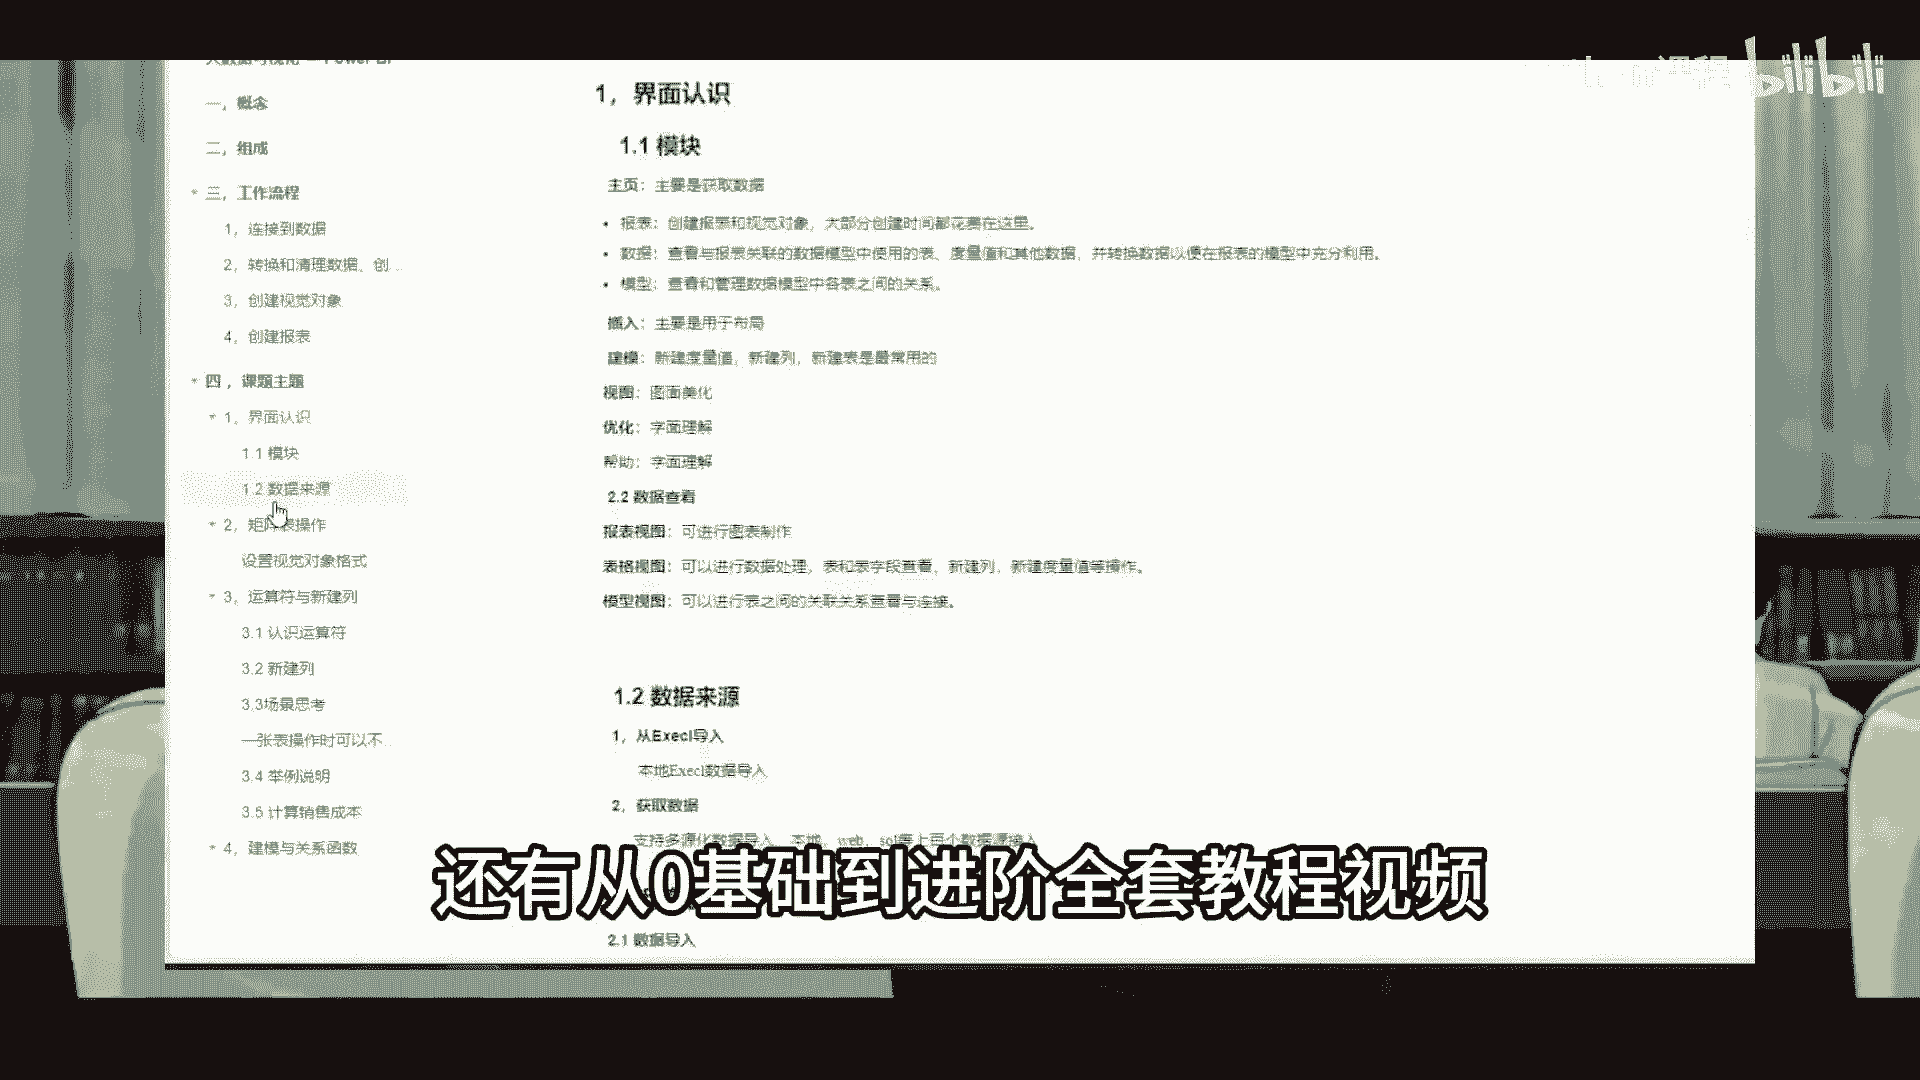 bilibili
一，概念
二，组成
三，工作流程
1，连接到数据
2，转换和清理数据、创...
3，创建视觉对象
4，创建报表
四，课题主题
1，界面认识
1.1 模块
1.2 数据来源
2，矩阵表操作
设置视觉对象格式
3，运算符与新建列
3.1 认识运算符
3.2 新建列
3.3场景思考
一张表操作时可以不...
3.4 举例说明
3.5 计算销售成本
4，建模与关系函数
1，界面认识
1.1 模块
主页：主要是获取数据
• 报表：创建报表和视觉对象，大部分创建时间都花费在这里。
• 数据：查看与报表关联的数据模型中使用的表、度量值和其他数据，并转换数据以便在报表的模型中充分利用。
• 模型：查看和管理数据模型中各表之间的关系。
插入：主要是用于布局
建模：新建度量值，新建列，新建表是最常用的
视图：图面美化
优化：字面理解
帮助：字面理解
2.2 数据查看
报表视图：可进行图表制作
表格视图：可以进行数据处理，表和表字段查看、新建列、新建度量值等操作。
模型视图：可以进行表之间的关联关系查看与连接。
1.2 数据来源
1，从Execl导入
本地Execl数据导入
2，获取数据
支持多源化数据导入，本地、web、sql等上百个数据源接入
还有从0基础到进阶全套教程视频
2.1 数据导入